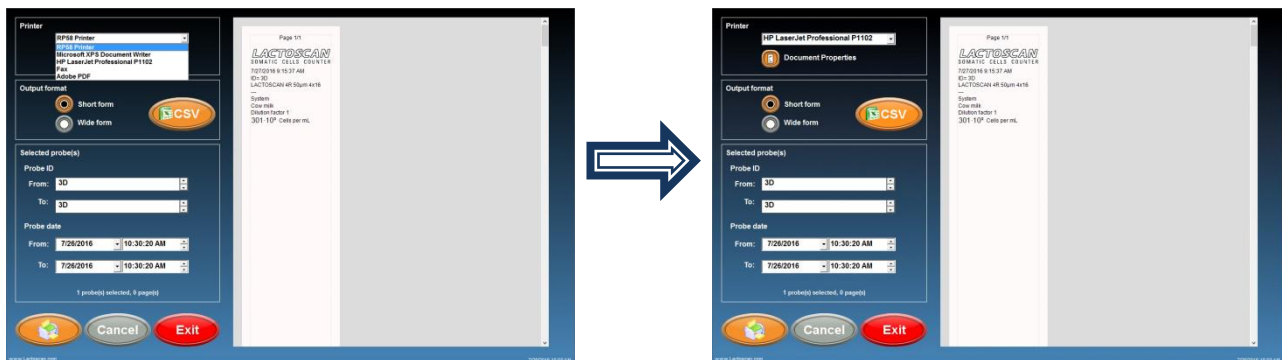 Printer
RP58 Printer
RP58 Printer
Microsoft XPS Document Writer
HP LaserJet Professional P1102
Fax
Adobe PDF
Output format
Short form
Wide form
CSV
Selected probe(s)
Probe ID
From: 3D
To: 3D
Probe date
From: 7/26/2016 10:30:20 AM
To: 7/26/2016 10:30:20 AM
1 probe(s) selected, 0 page(s)
Cancel Exit
Page 1/1
LACTOSCAN
SOMATIC CELLS COUNTER
7/27/2016 9:15:37 AM
ID= 3D
LACTOSCAN 4R 50µm 4x16
---
System
Cow milk
Dilution factor 1
301·10³ Cells per mL
Printer
HP LaserJet Professional P1102
Document Properties
Output format
Short form
Wide form
CSV
Selected probe(s)
Probe ID
From: 3D
To: 3D
Probe date
From: 7/26/2016 10:30:20 AM
To: 7/26/2016 10:30:20 AM
1 probe(s) selected, 0 page(s)
Cancel Exit
Page 1/1
LACTOSCAN
SOMATIC CELLS COUNTER
7/27/2016 9:15:37 AM
ID= 3D
LACTOSCAN 4R 50µm 4x16
---
System
Cow milk
Dilution factor 1
301·10³ Cells per mL